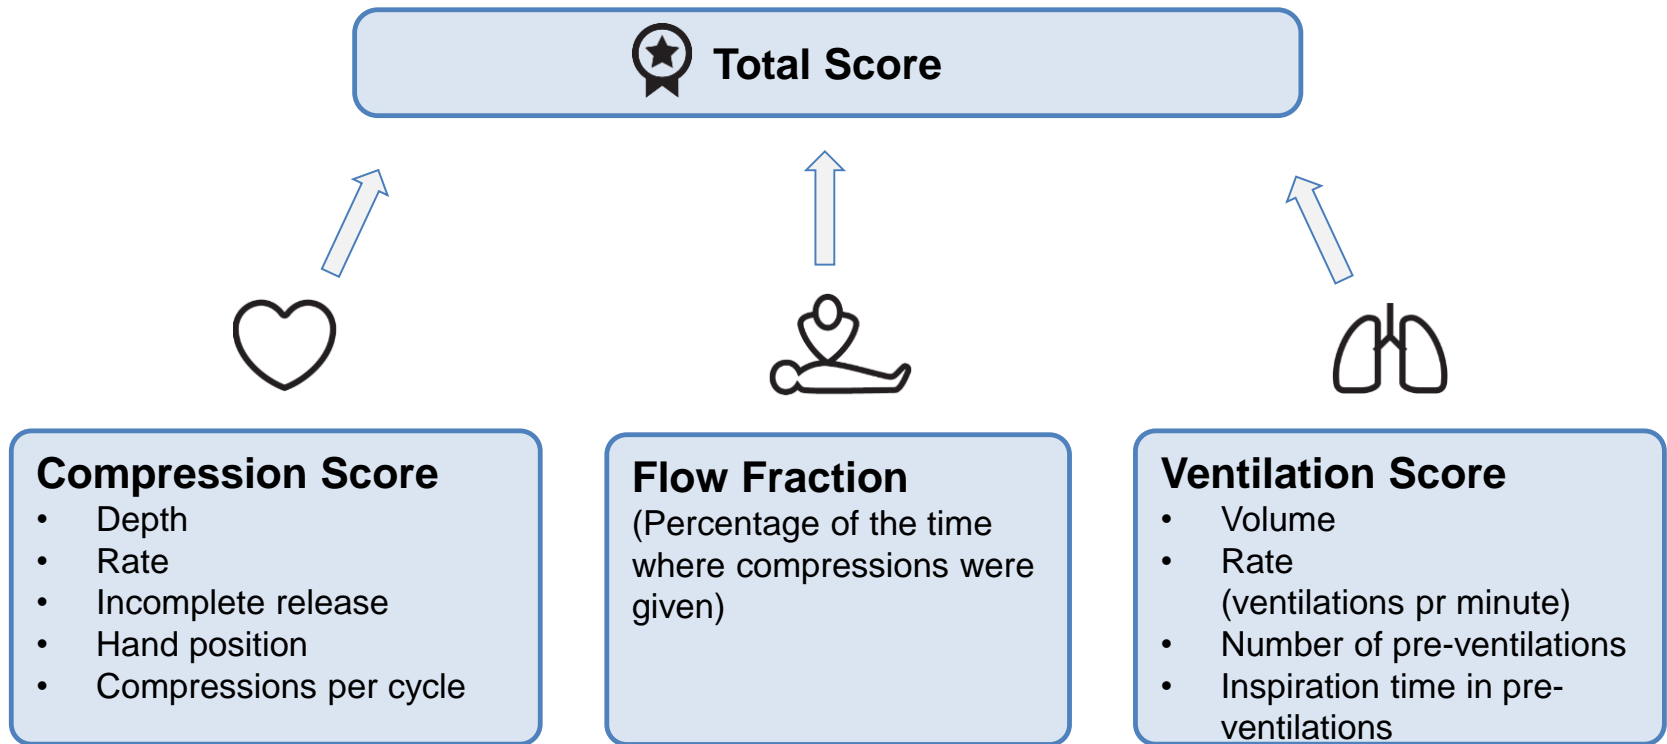 Total Score
Compression Score
• Depth
• Rate
• Incomplete release
• Hand position
• Compressions per cycle
Flow Fraction
(Percentage of the time
where compressions were
given)
Ventilation Score
• Volume
• Rate
(ventilations pr minute)
• Number of pre-ventilations
• Inspiration time in pre-
ventilations